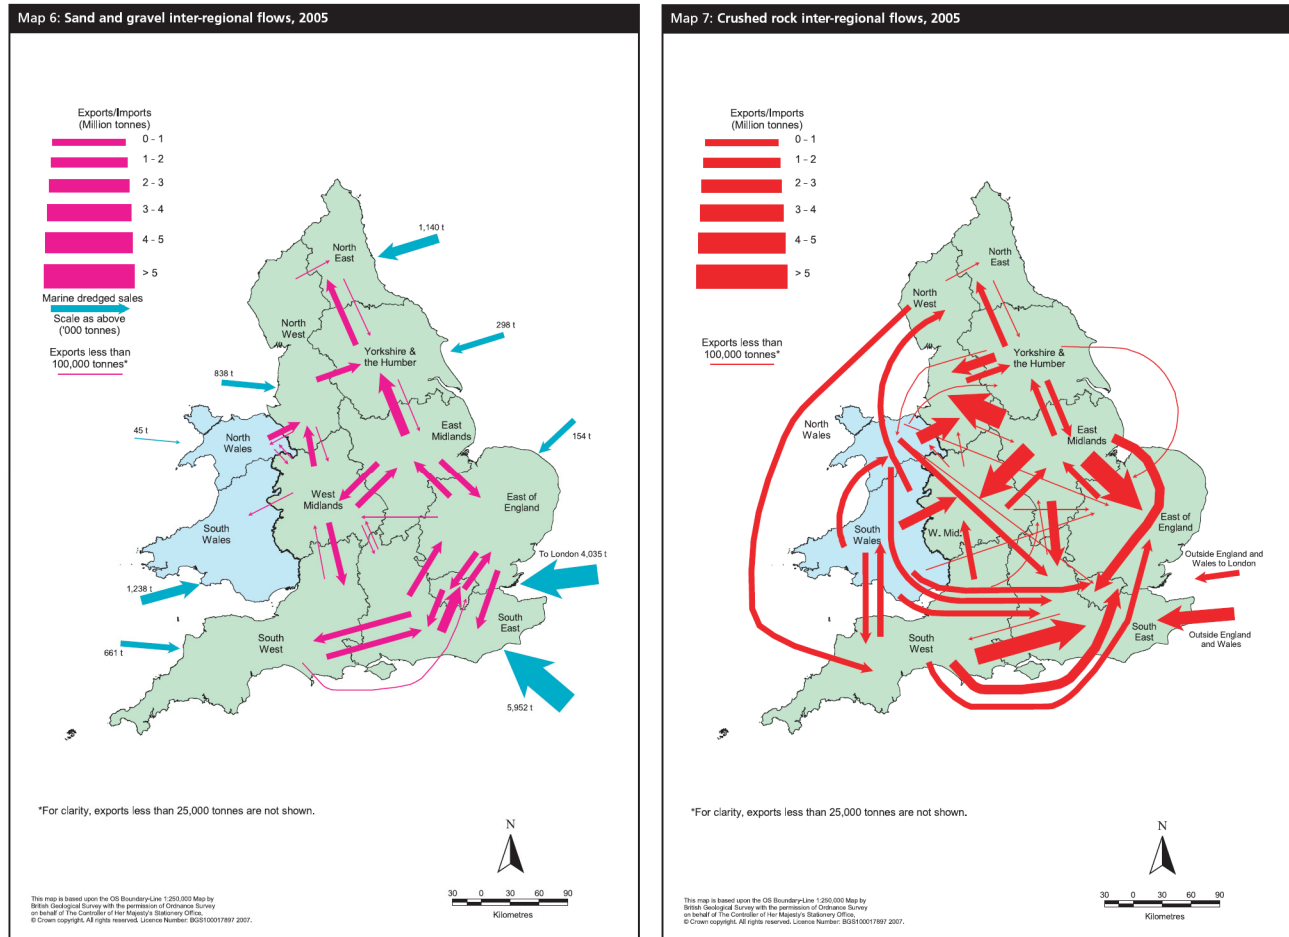 Map 6: Sand and gravel inter-regional flows, 2005
Exports/Imports
(Million tonnes)
0 - 1
1 - 2
2 - 3
3 - 4
4 - 5
> 5
Marine dredged sales
Scale as above
('000 tonnes)
Exports less than
100,000 tonnes*
1,140 t
North
East
298 t
North
West
Yorkshire &
the Humber
838 t
45 t
North
Wales
East
Midlands
154 t
West
Midlands
East of
England
South
Wales
To London 4,035 t
1,238 t
South
East
South
West
661 t
5,952 t
*For clarity, exports less than 25,000 tonnes are not shown.
N
30 0 30 60 90
Kilometres
This map is based upon the OS Boundary-Line 1:250,000 Map by
British Geological Survey with the permission of Ordnance Survey
on behalf of The Controller of Her Majesty's Stationery Office,
© Crown copyright. All rights reserved. Licence Number: BGS100017897 2007.
Map 7: Crushed rock inter-regional flows, 2005
Exports/Imports
(Million tonnes)
0 - 1
1 - 2
2 - 3
3 - 4
4 - 5
> 5
Exports less than
100,000 tonnes*
North
East
North
West
Yorkshire &
the Humber
North
Wales
East
Midlands
South
Wales
W. Mid.
East of
England
Outside England and
Wales to London
South
East
South
West
Outside England
and Wales
*For clarity, exports less than 25,000 tonnes are not shown.
N
30 0 30 60 90
Kilometres
This map is based upon the OS Boundary-Line 1:250,000 Map by
British Geological Survey with the permission of Ordnance Survey
on behalf of The Controller of Her Majesty's Stationery Office,
© Crown copyright. All rights reserved. Licence Number: BGS100017897 2007.